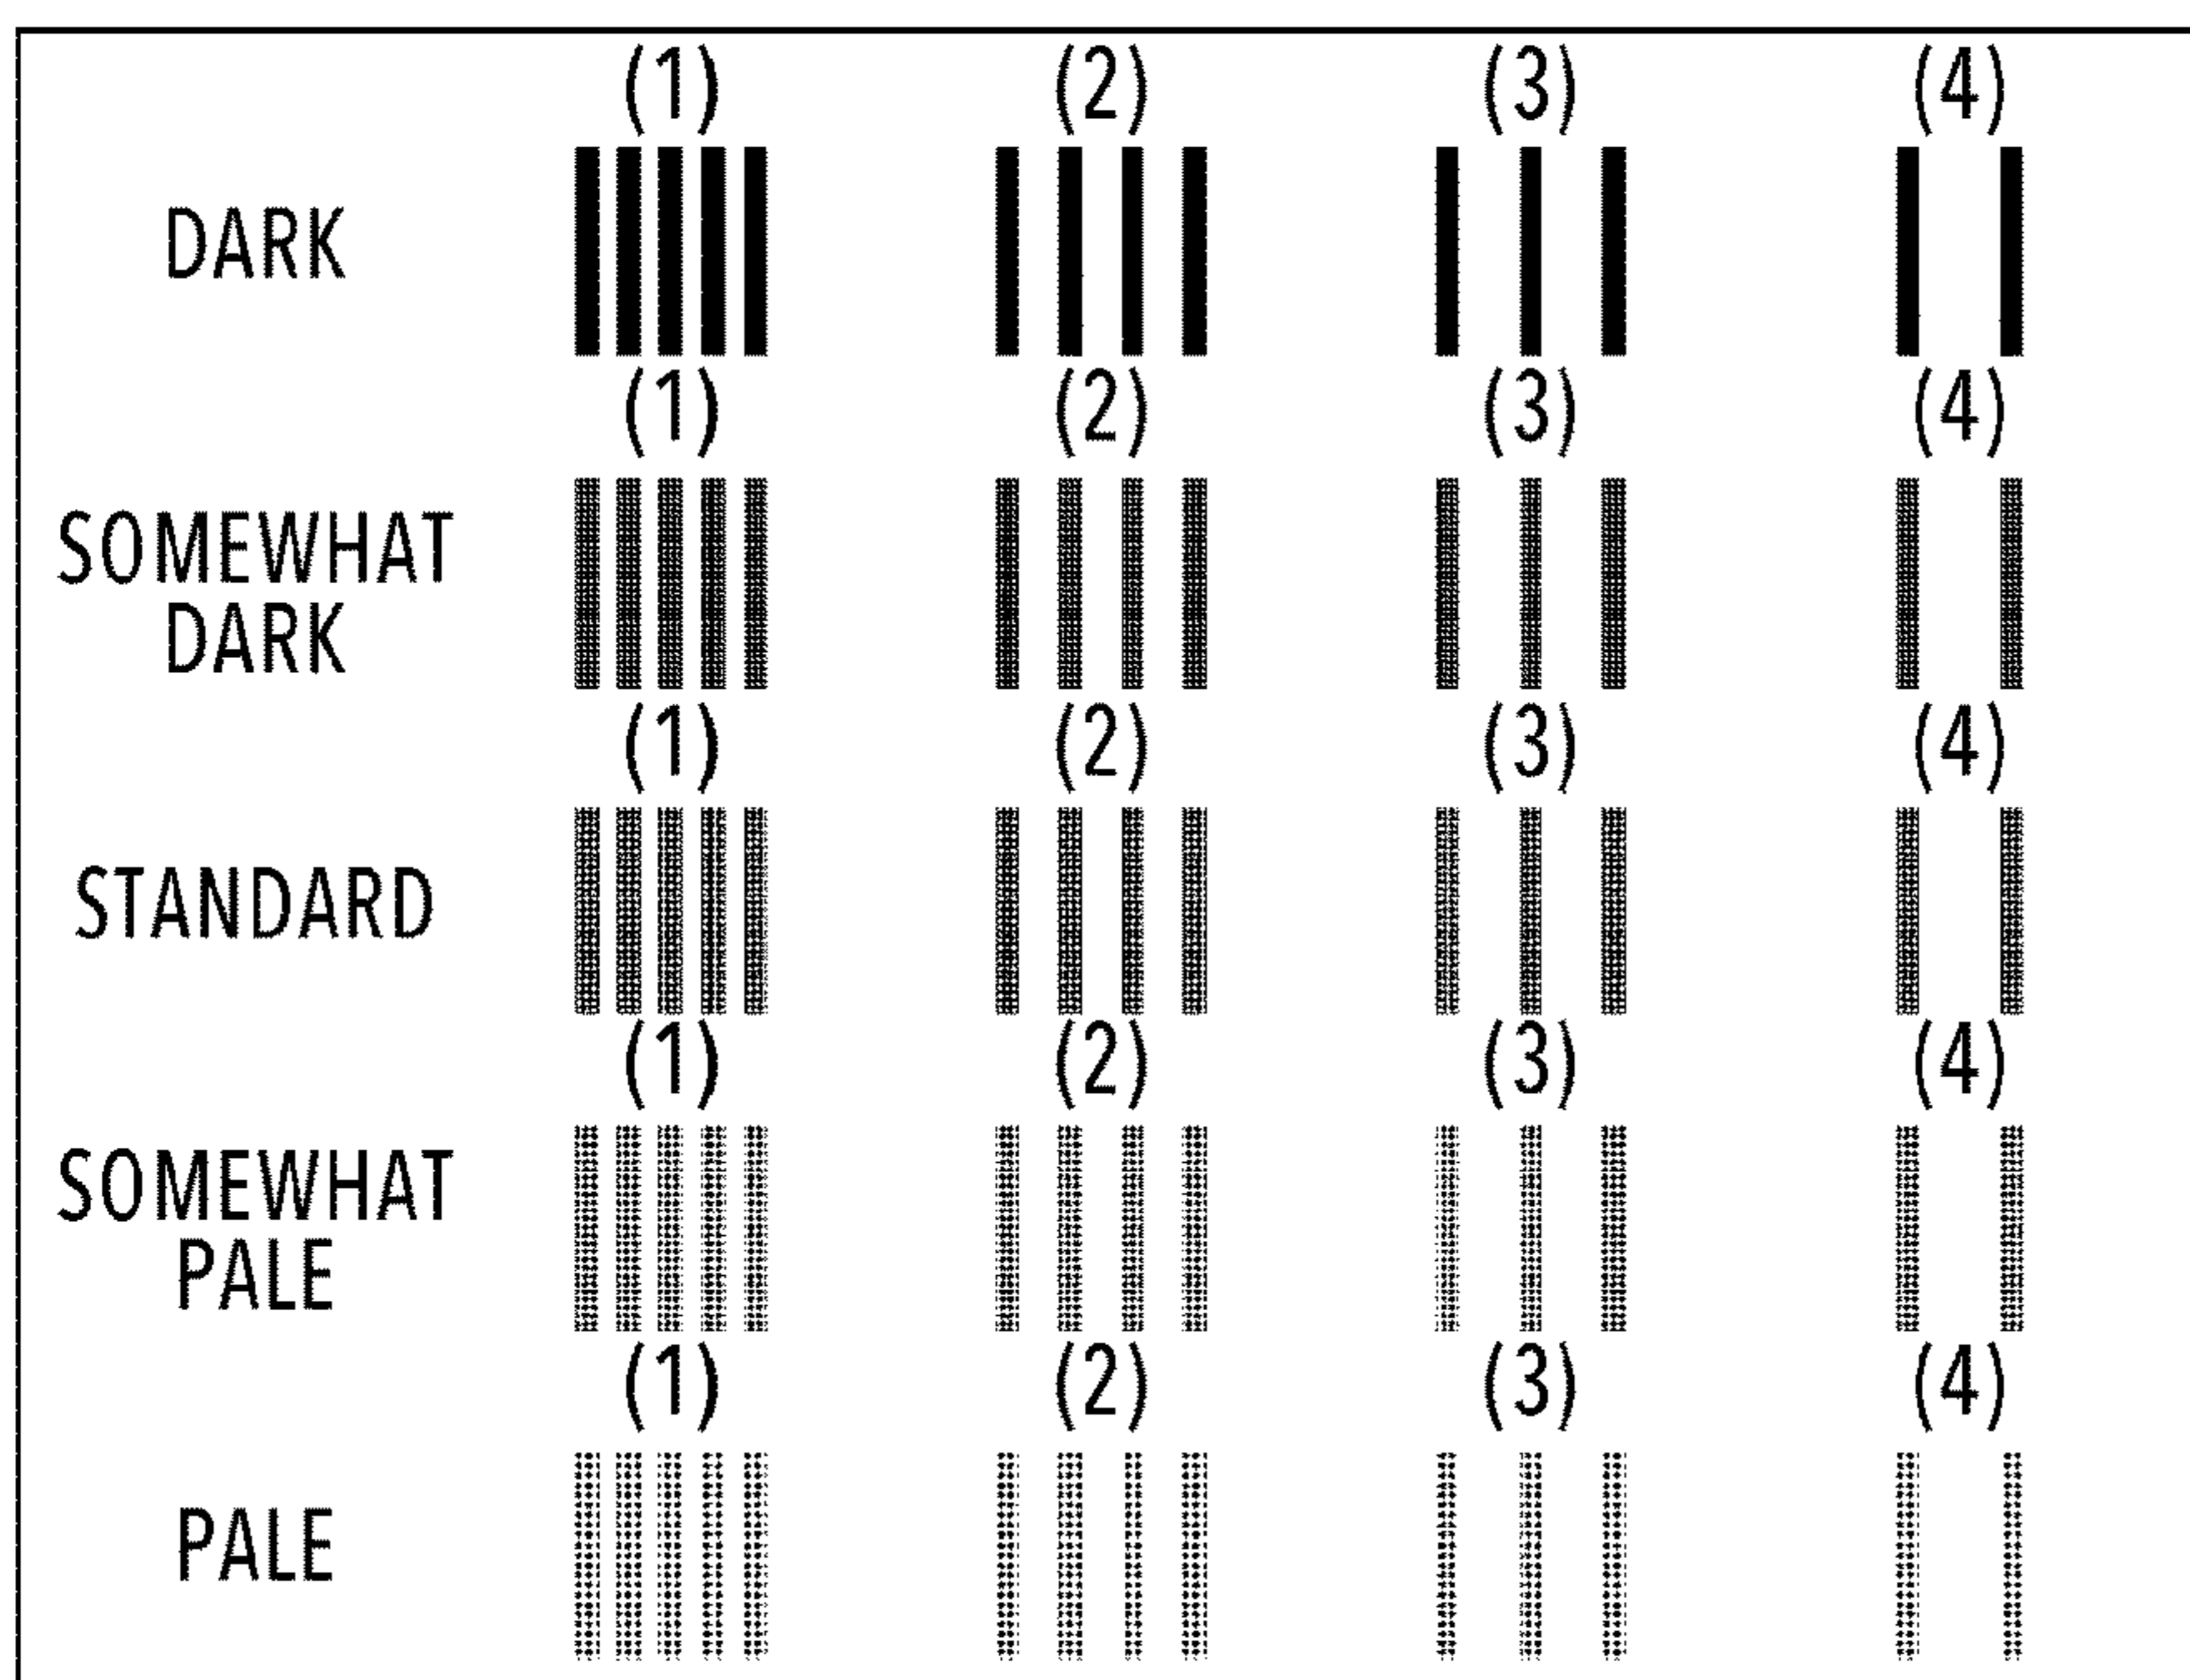 (1) (2) (3) (4)
DARK
(1) (2) (3) (4)
SOMEWHAT
DARK
(1) (2) (3) (4)
STANDARD
(1) (2) (3) (4)
SOMEWHAT
PALE
(1) (2) (3) (4)
PALE